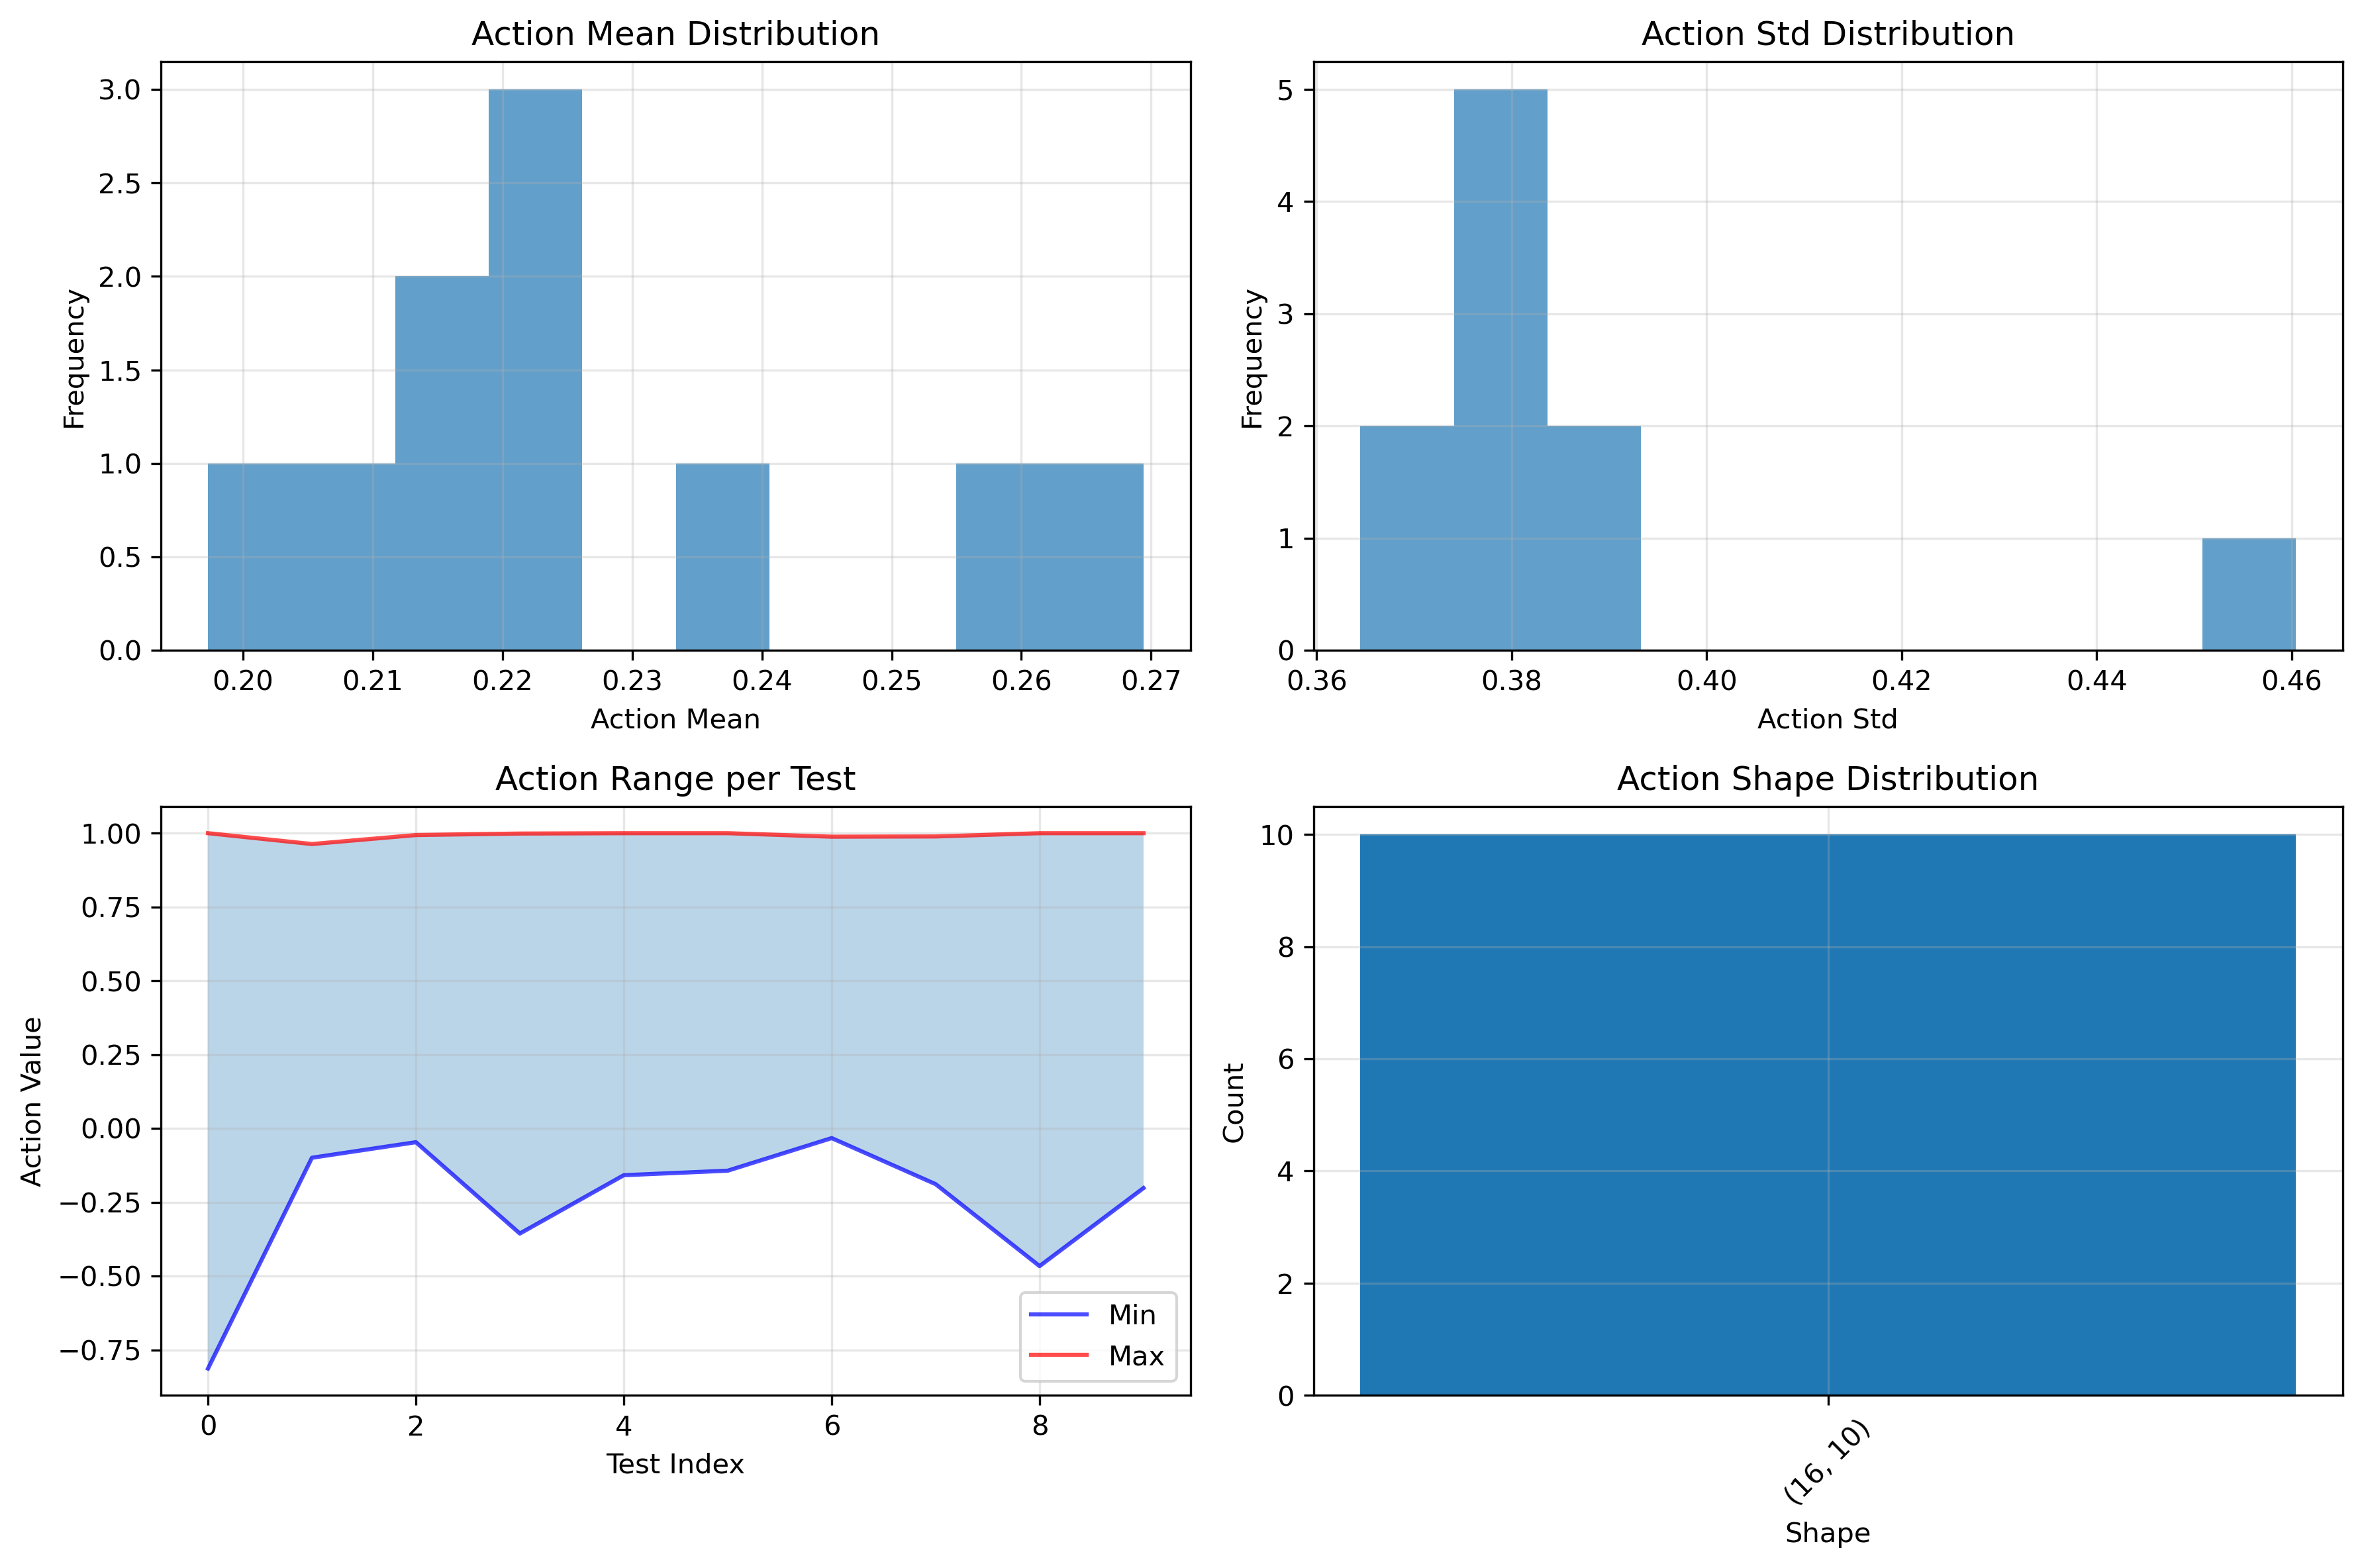 Action Mean Distribution
Frequency
3.0
2.5
2.0
1.5
1.0
0.5
0.0
0.20 0.21 0.22 0.23 0.24 0.25 0.26 0.27
Action Mean
Action Std Distribution
Frequency
5
4
3
2
1
0
0.36 0.38 0.40 0.42 0.44 0.46
Action Std
Action Range per Test
Action Value
1.00
0.75
0.50
0.25
0.00
−0.25
−0.50
−0.75
Min
Max
0 2 4 6 8
Test Index
Action Shape Distribution
Count
10
8
6
4
2
0
(16, 10)
Shape